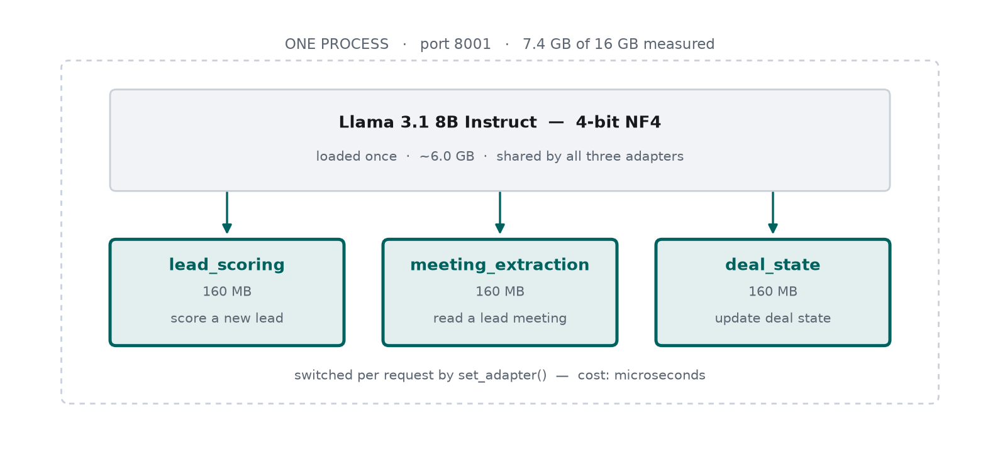 ONE PROCESS · port 8001 · 7.4 GB of 16 GB measured
Llama 3.1 8B Instruct — 4-bit NF4
loaded once · ~6.0 GB · shared by all three adapters
lead_scoring
160 MB
score a new lead
meeting_extraction
160 MB
read a lead meeting
deal_state
160 MB
update deal state
switched per request by set_adapter() — cost: microseconds